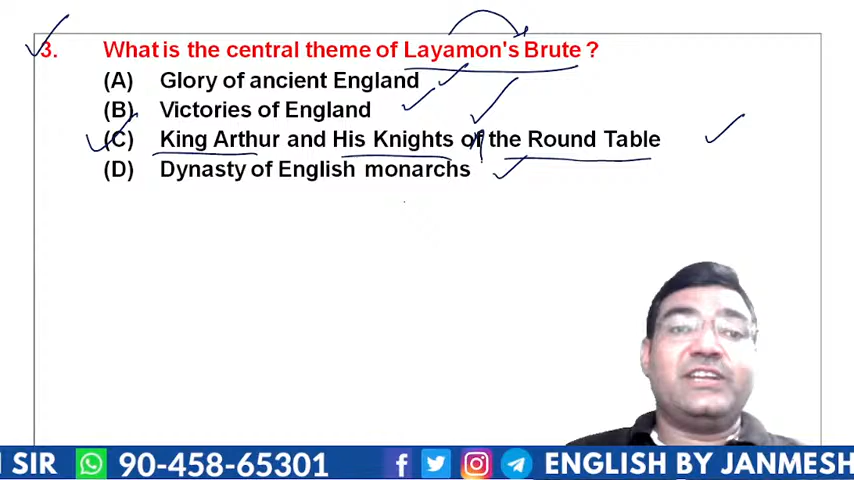 3. What is the central theme of Layamon's Brute ?
(A) Glory of ancient England
(B) Victories of England
(C) King Arthur and His Knights of the Round Table
(D) Dynasty of English monarchs
SIR 90-458-65301 ENGLISH BY JANMESH